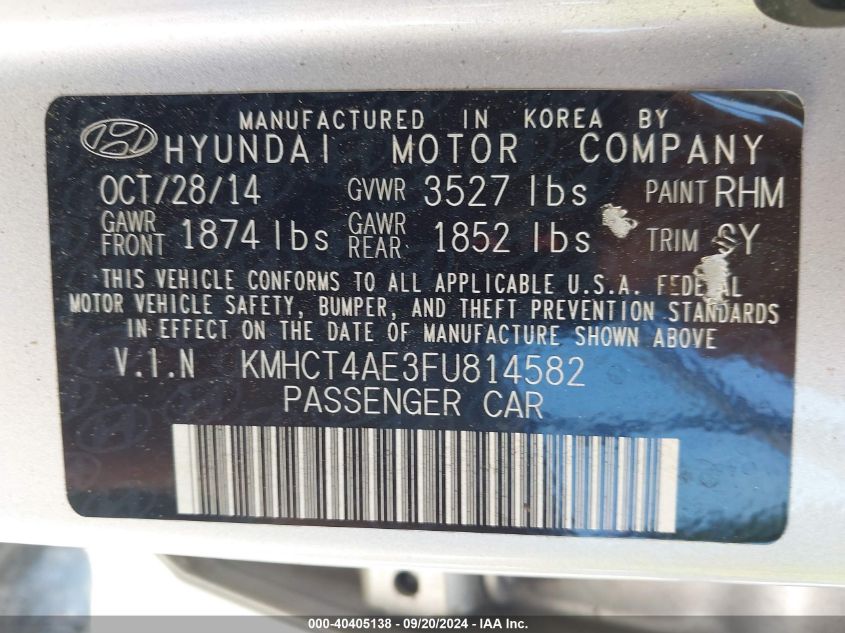 MANUFACTURED IN KOREA BY
HYUNDAI MOTOR COMPANY
OCT/28/14 GVWR 3527 lbs PAINT RHM
GAWR FRONT 1874 lbs GAWR REAR 1852 lbs TRIM SY
THIS VEHICLE CONFORMS TO ALL APPLICABLE U.S.A. FEDERAL
MOTOR VEHICLE SAFETY, BUMPER, AND THEFT PREVENTION STANDARDS
IN EFFECT ON THE DATE OF MANUFACTURE SHOWN ABOVE
V.I.N KMHCT4AE3FU814582
PASSENGER CAR
000-40405138 - 09/20/2024 - IAA Inc.